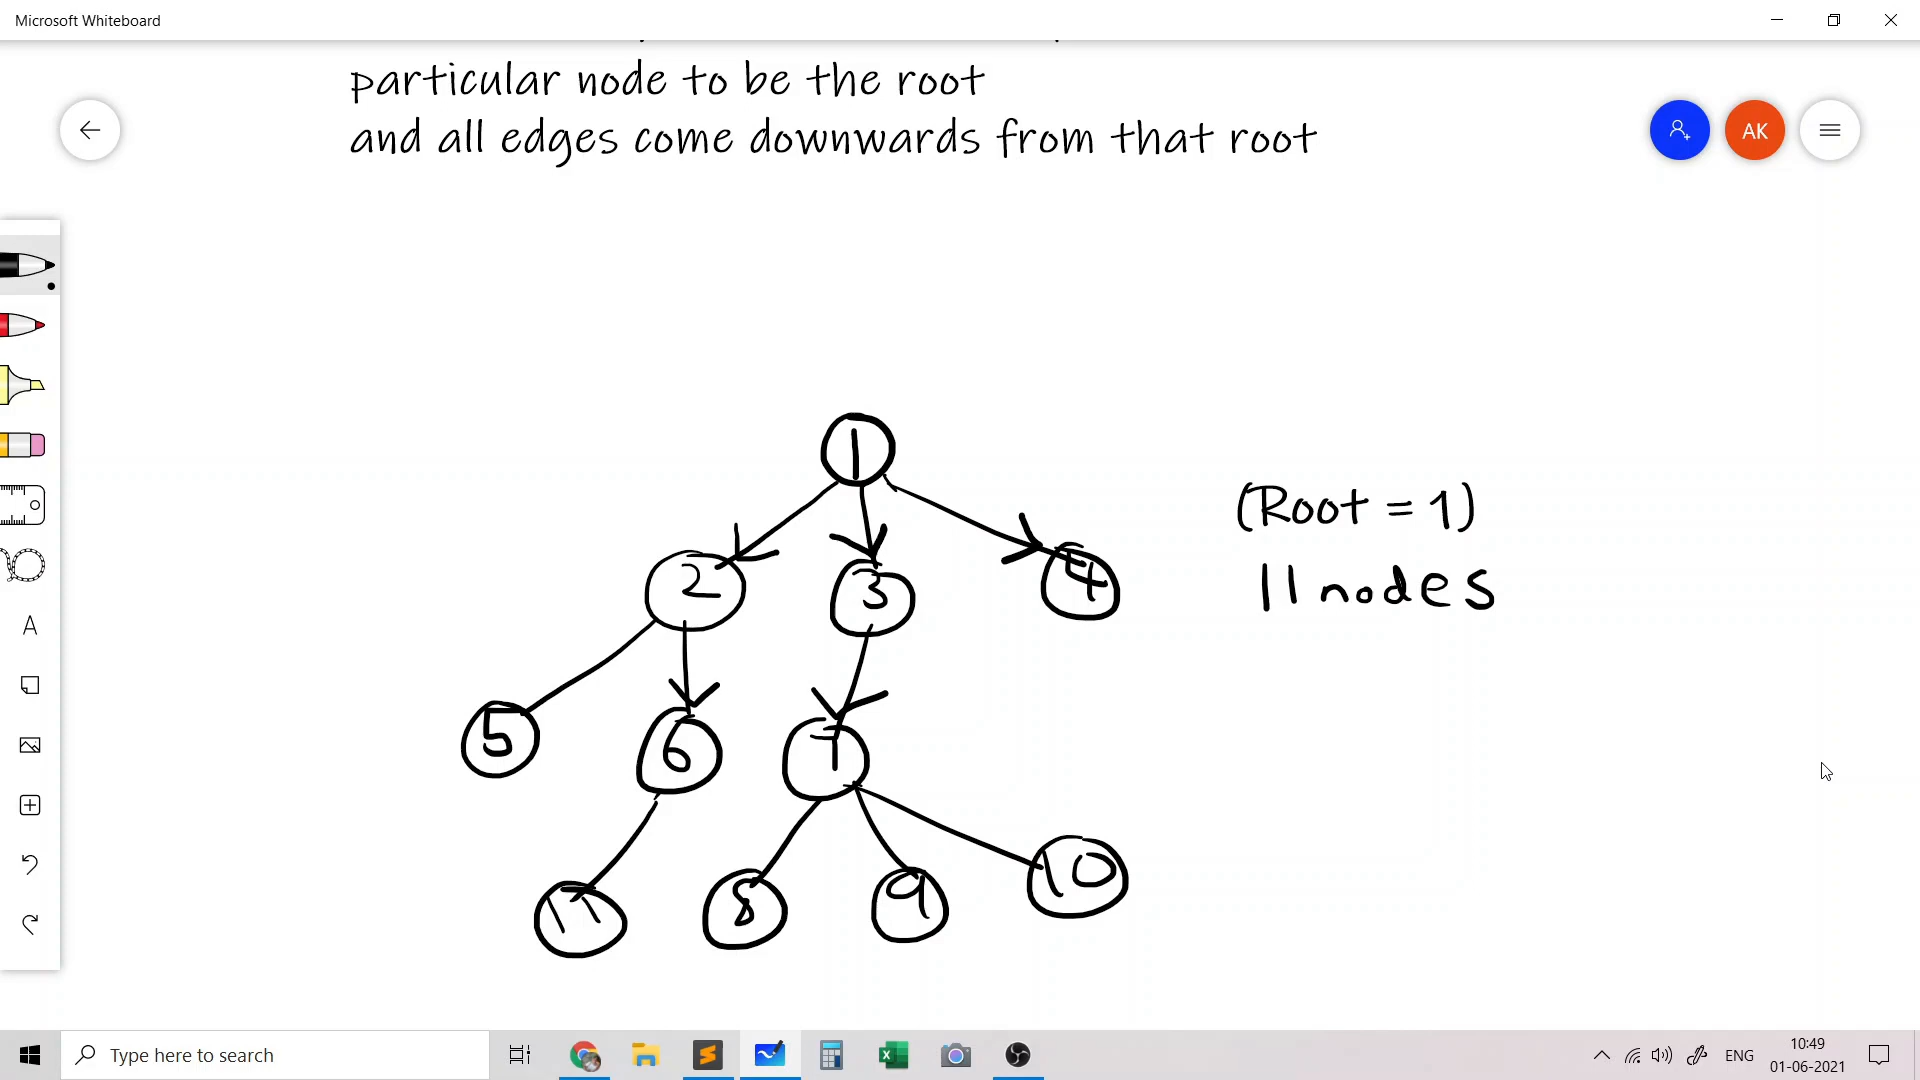 Microsoft Whiteboard
particular node to be the root
and all edges come downwards from that root
AK
A
1
(Root = 1)
2
3
4
11 nodes
5
6
7
11
8
9
10
Type here to search
ENG
10:49
01-06-2021